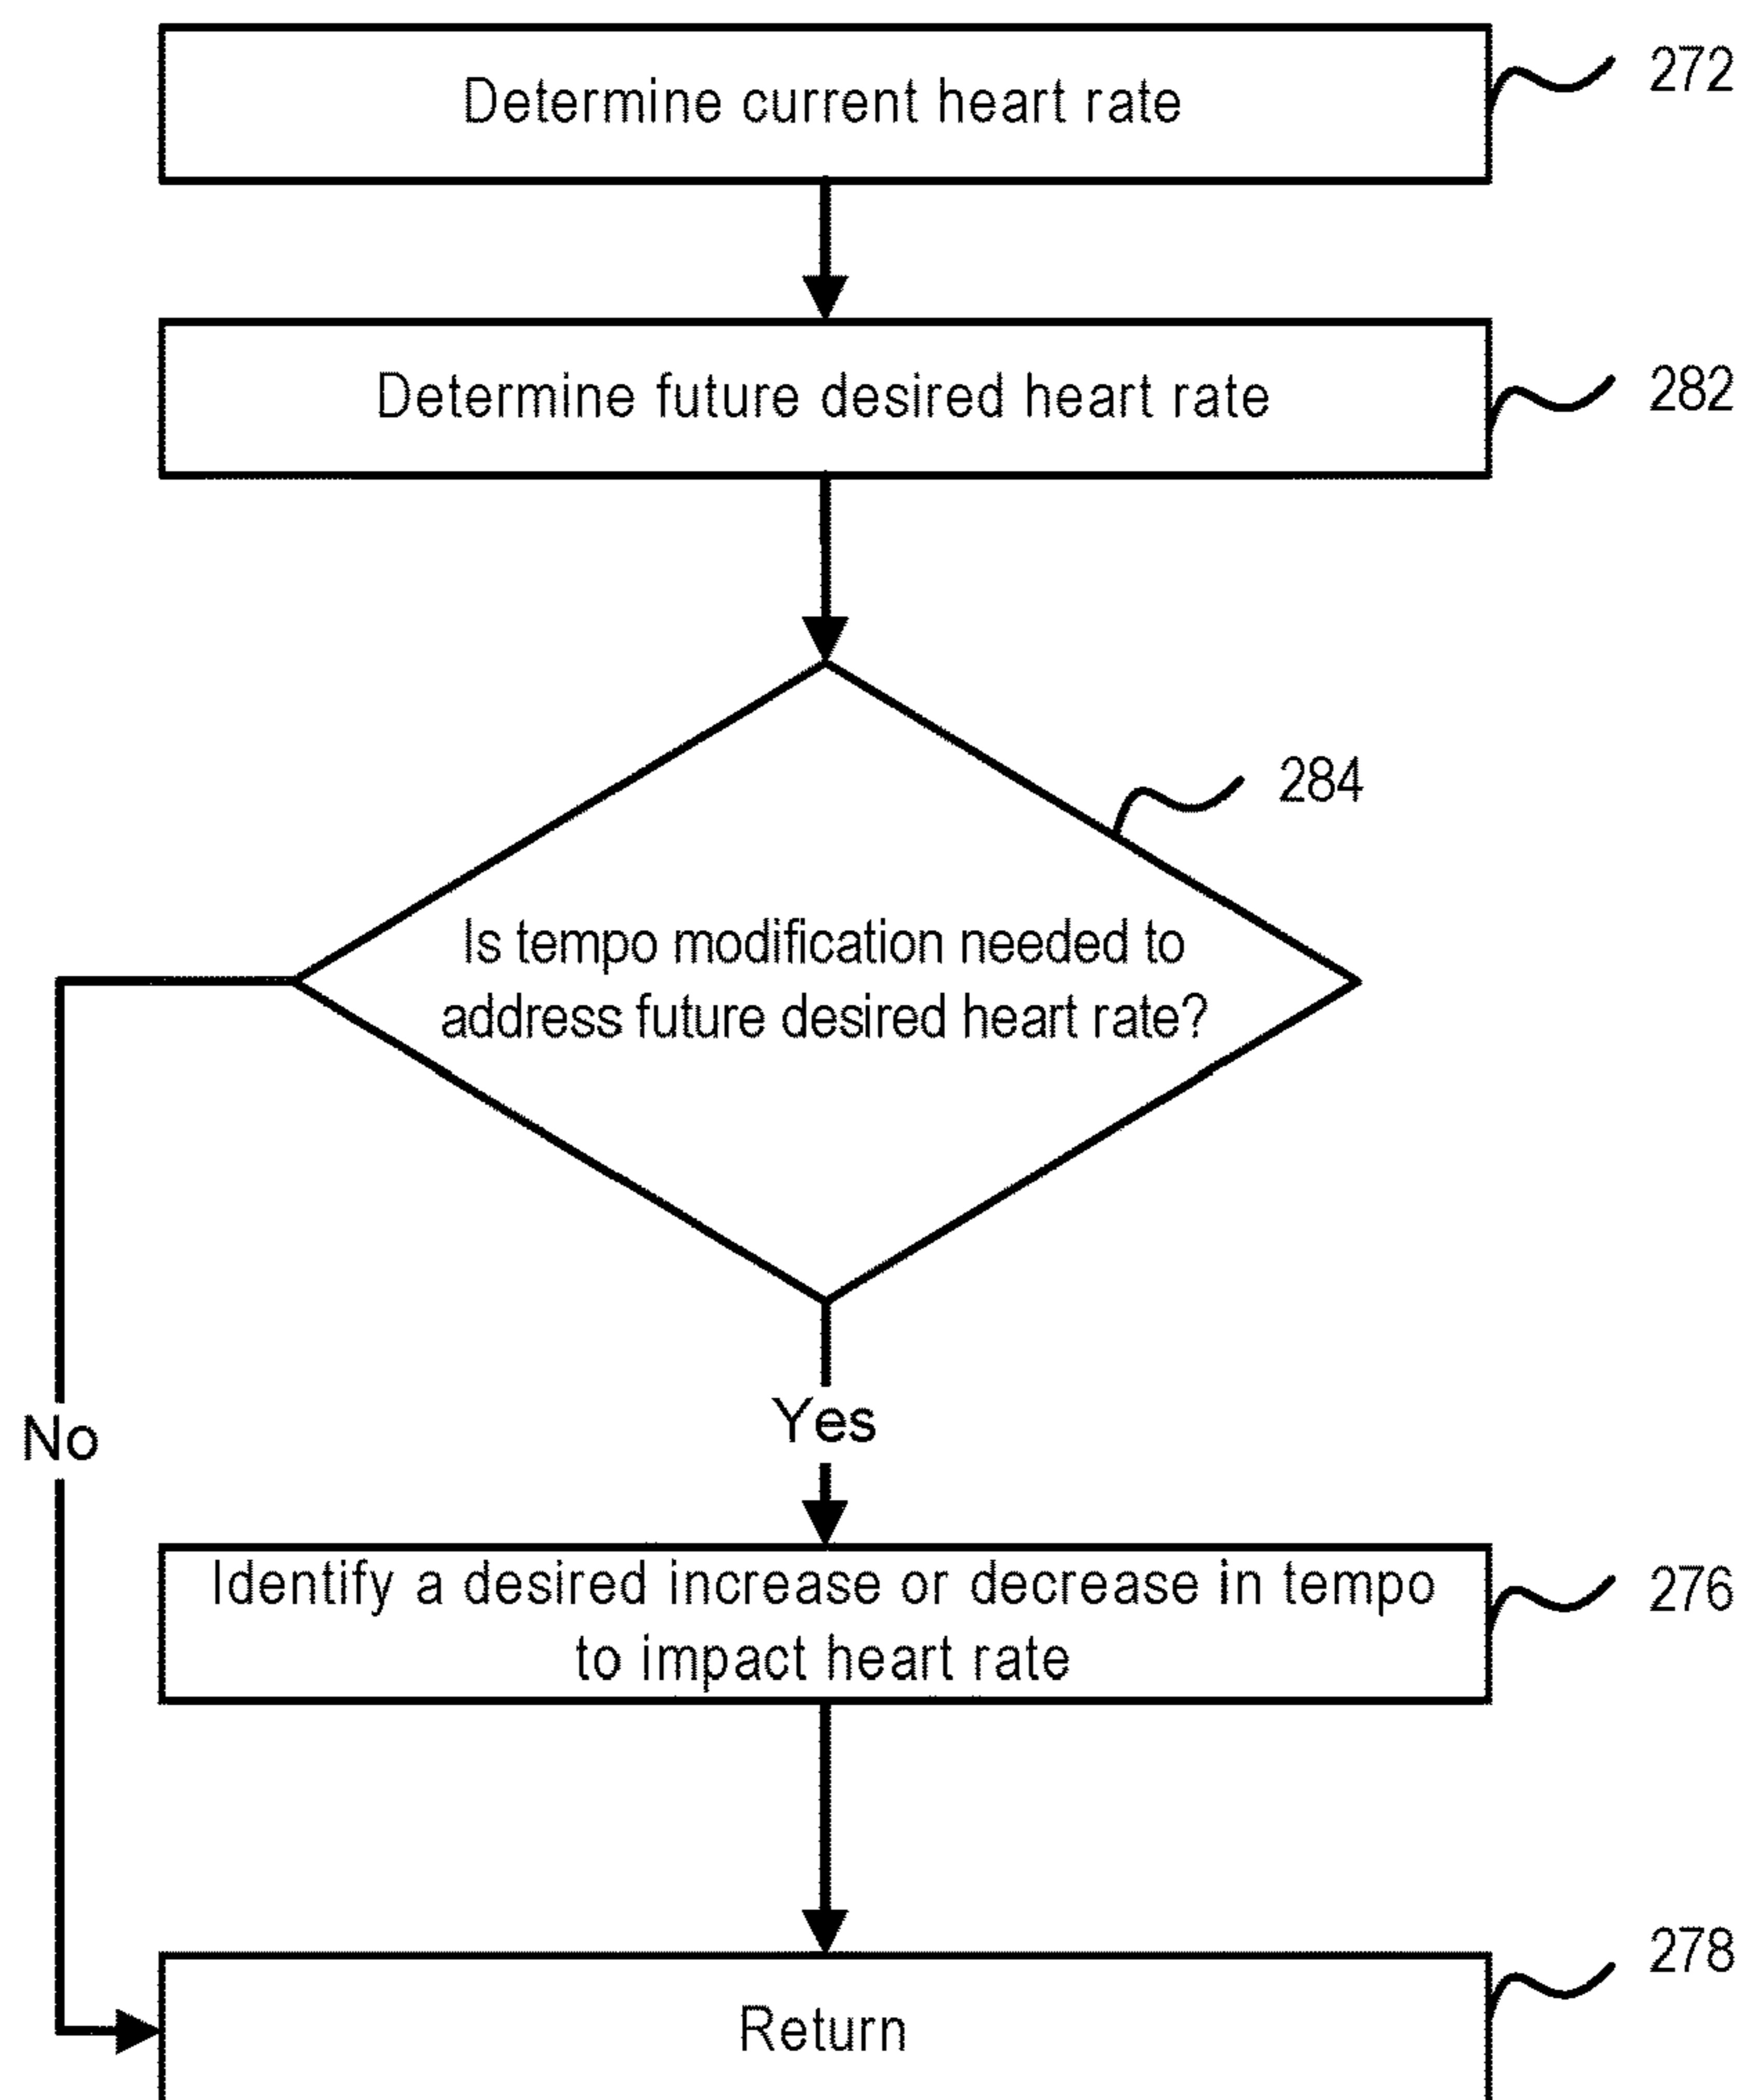 Determine current heart rate
272
Determine future desired heart rate
282
284
Is tempo modification needed to
address future desired heart rate?
No
Yes
Identify a desired increase or decrease in tempo
to impact heart rate
276
278
Return